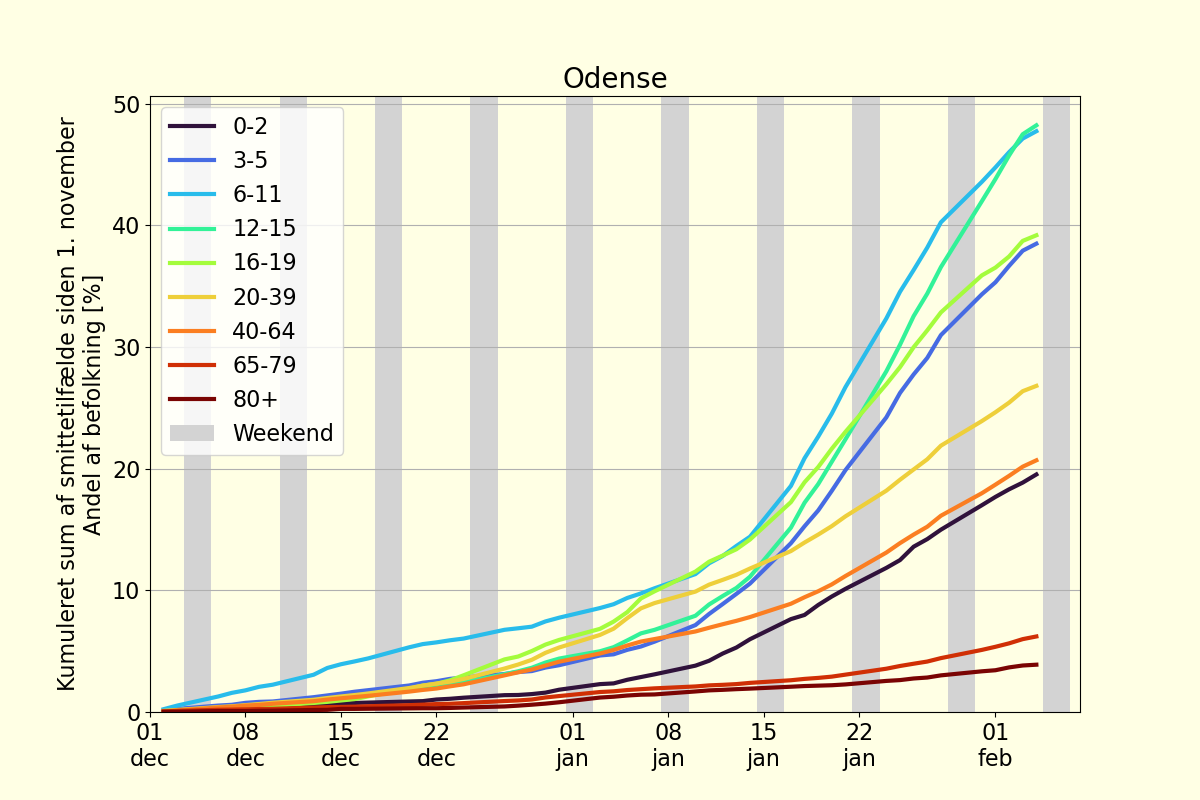 Odense
Kumuleret sum af smittetilfælde siden 1. november
Andel af befolkning [%]
50
40
30
20
10
0
0-2
3-5
6-11
12-15
16-19
20-39
40-64
65-79
80+
Weekend
01 08 15 22 01 08 15 22 01
dec dec dec dec jan jan jan jan feb